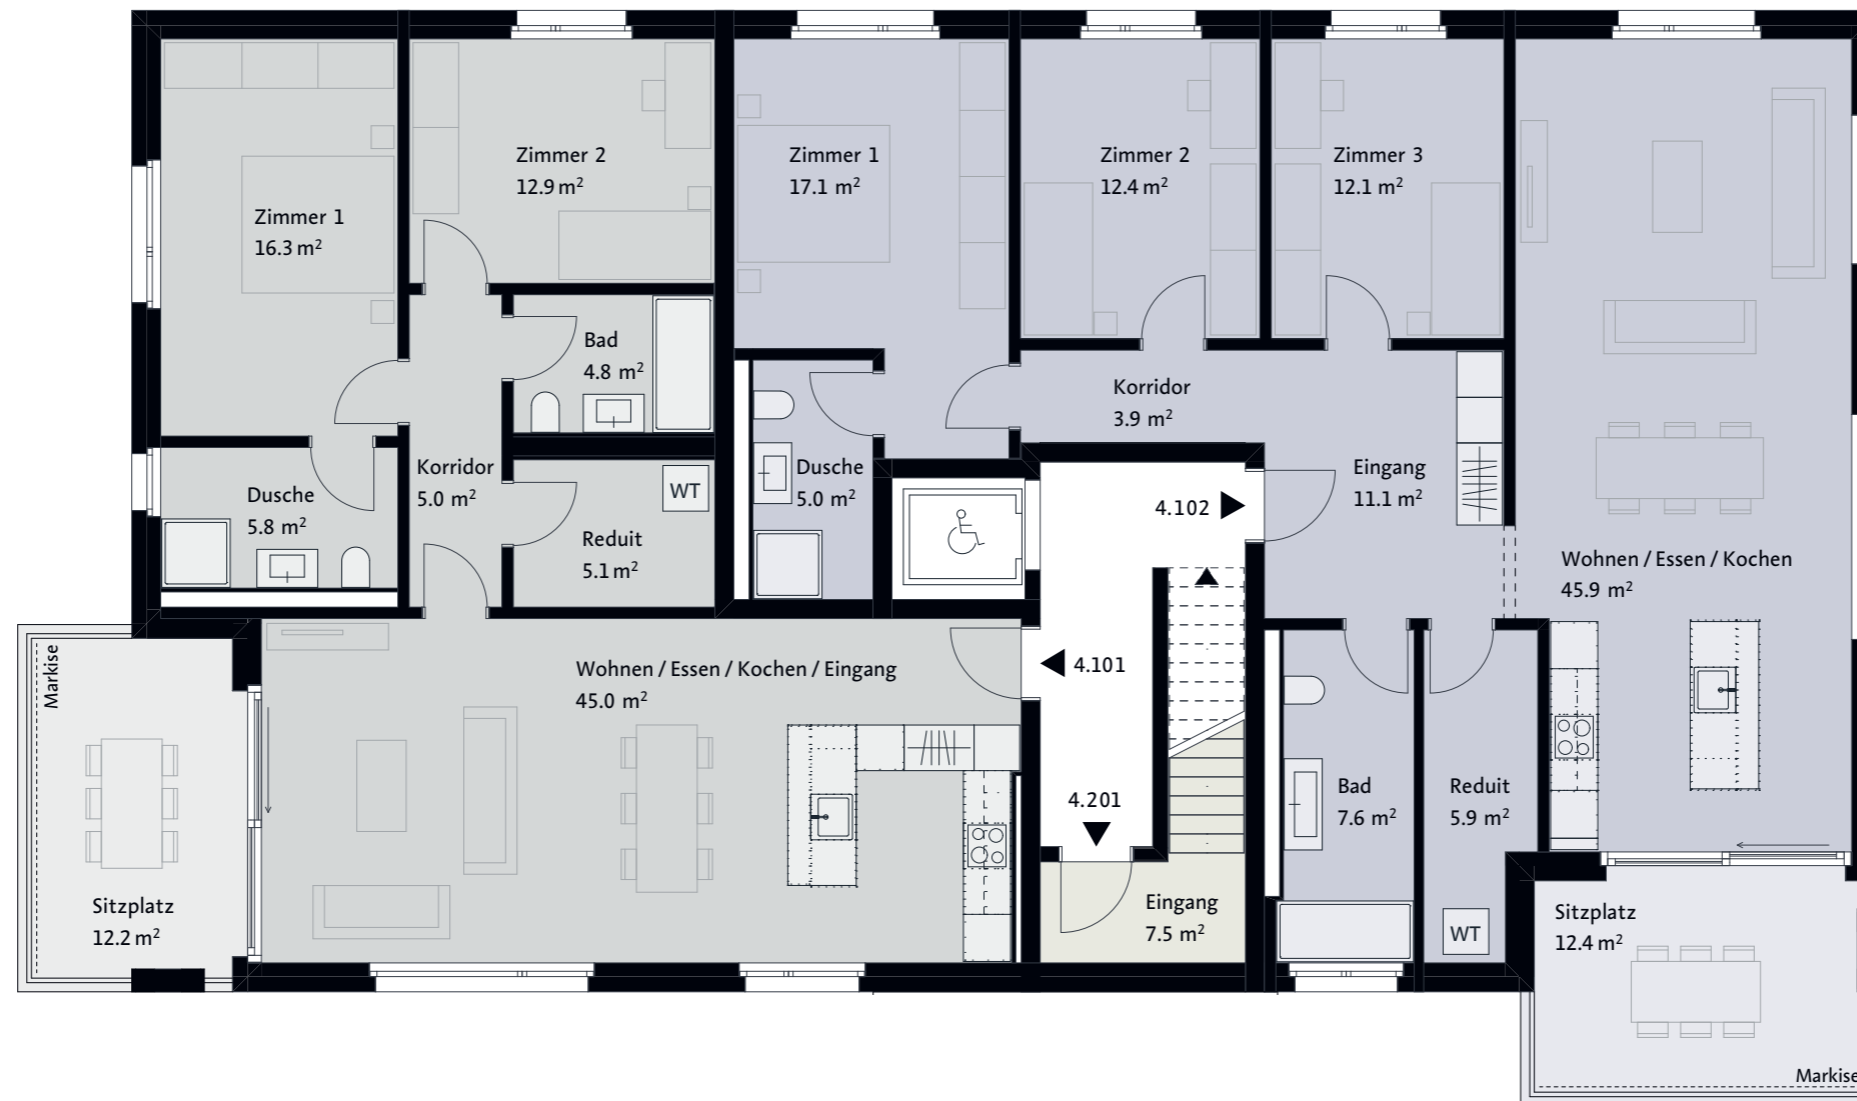 Zimmer 1
16.3 m²
Zimmer 2
12.9 m²
Zimmer 1
17.1 m²
Zimmer 2
12.4 m²
Zimmer 3
12.1 m²
Bad
4.8 m²
Korridor
3.9 m²
Dusche
5.8 m²
Korridor
5.0 m²
WT
Reduit
5.1 m²
Dusche
5.0 m²
4.102
Eingang
11.1 m²
Wohnen / Essen / Kochen
45.9 m²
Markise
Wohnen / Essen / Kochen / Eingang
45.0 m²
4.101
4.201
Bad
7.6 m²
Reduit
5.9 m²
Sitzplatz
12.2 m²
Eingang
7.5 m²
WT
Sitzplatz
12.4 m²
Markise